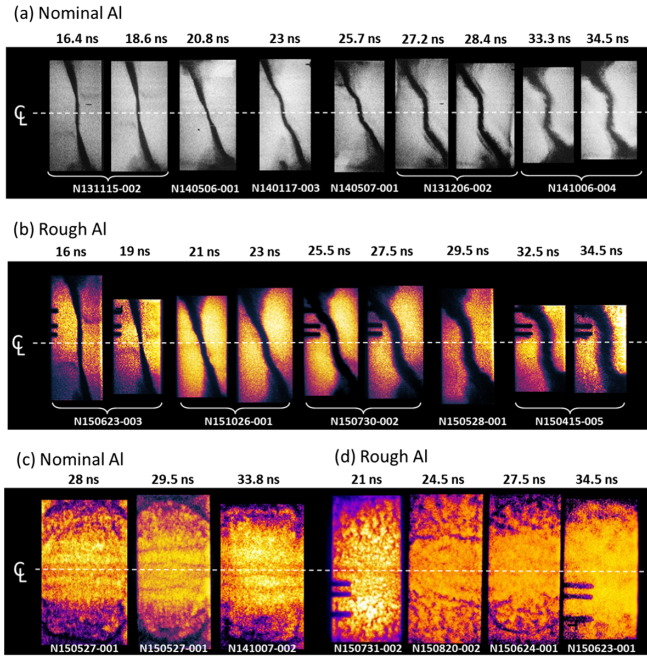 (a) Nominal Al
16.4 ns 18.6 ns 20.8 ns 23 ns 25.7 ns 27.2 ns 28.4 ns 33.3 ns 34.5 ns
℄
N131115-002 N140506-001 N140117-003 N140507-001 N131206-002 N141006-004
(b) Rough Al
16 ns 19 ns 21 ns 23 ns 25.5 ns 27.5 ns 29.5 ns 32.5 ns 34.5 ns
℄
N150623-003 N151026-001 N150730-002 N150528-001 N150415-005
(c) Nominal Al (d) Rough Al
28 ns 29.5 ns 33.8 ns 21 ns 24.5 ns 27.5 ns 34.5 ns
℄
N150527-001 N150527-001 N141007-002 N150731-002 N150820-002 N150624-001 N150623-001